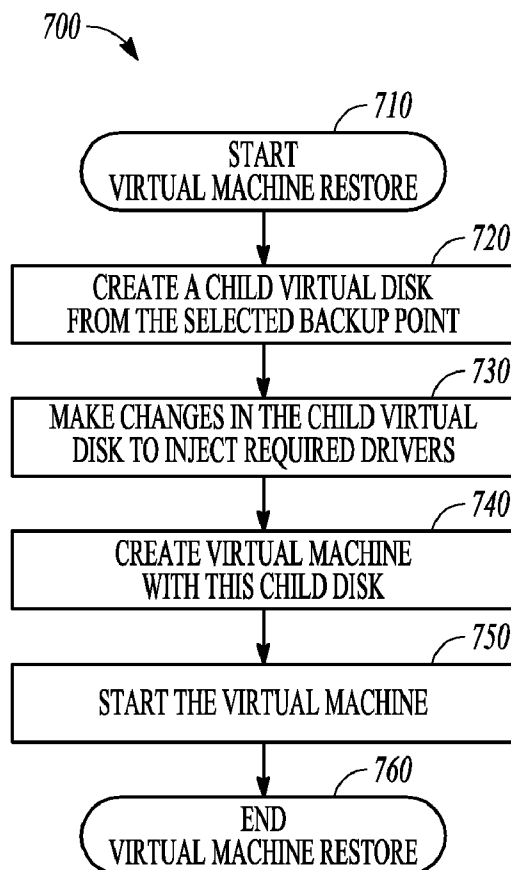 700
710
START
VIRTUAL MACHINE RESTORE
720
CREATE A CHILD VIRTUAL DISK
FROM THE SELECTED BACKUP POINT
730
MAKE CHANGES IN THE CHILD VIRTUAL
DISK TO INJECT REQUIRED DRIVERS
740
CREATE VIRTUAL MACHINE
WITH THIS CHILD DISK
750
START THE VIRTUAL MACHINE
760
END
VIRTUAL MACHINE RESTORE